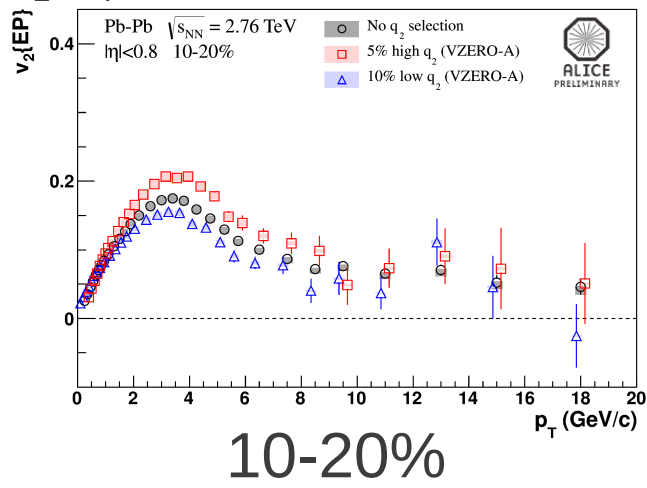 Pb-Pb √s_NN = 2.76 TeV
|η|<0.8 10-20%
No q₂ selection
5% high q₂ (VZERO-A)
10% low q₂ (VZERO-A)
ALICE
PRELIMINARY
v₂{EP}
0.4
0.2
0
0 2 4 6 8 10 12 14 16 18 20
p_T (GeV/c)
10-20%